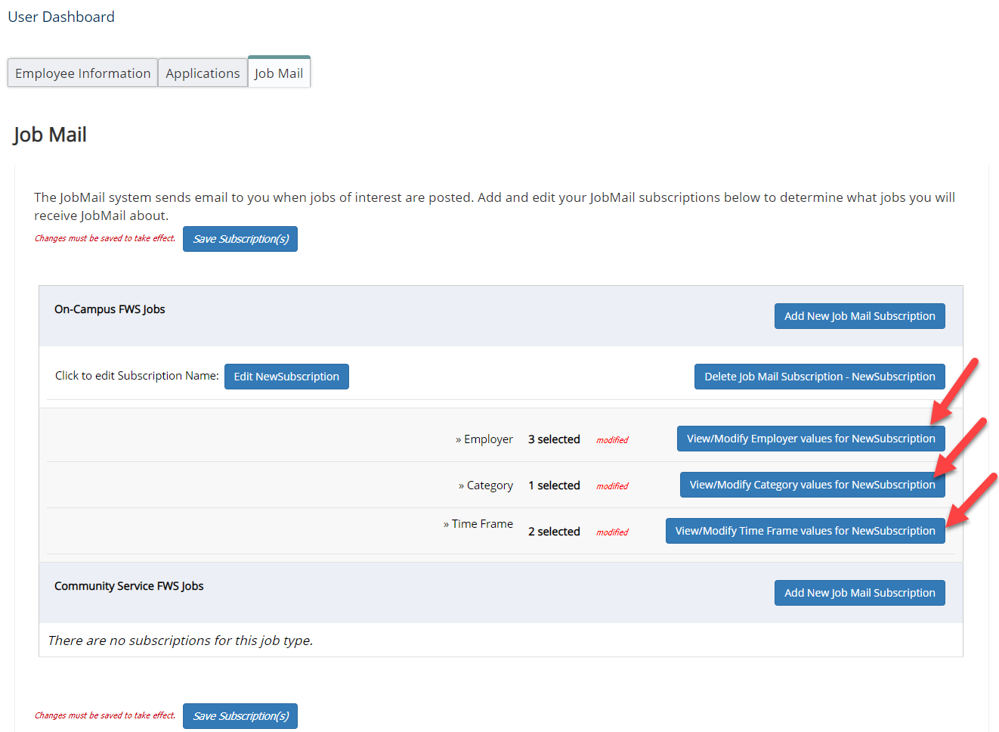 User Dashboard
Employee Information
Applications
Job Mail
Job Mail
The JobMail system sends email to you when jobs of interest are posted. Add and edit your JobMail subscriptions below to determine what jobs you will
receive JobMail about.
Changes must be saved to take effect. Save Subscription(s)
On-Campus FWS Jobs
Add New Job Mail Subscription
Click to edit Subscription Name: Edit NewSubscription Delete Job Mail Subscription - NewSubscription
» Employer 3 selected modified View/Modify Employer values for NewSubscription
» Category 1 selected modified View/Modify Category values for NewSubscription
» Time Frame 2 selected modified View/Modify Time Frame values for NewSubscription
Community Service FWS Jobs
Add New Job Mail Subscription
There are no subscriptions for this job type.
Changes must be saved to take effect. Save Subscription(s)